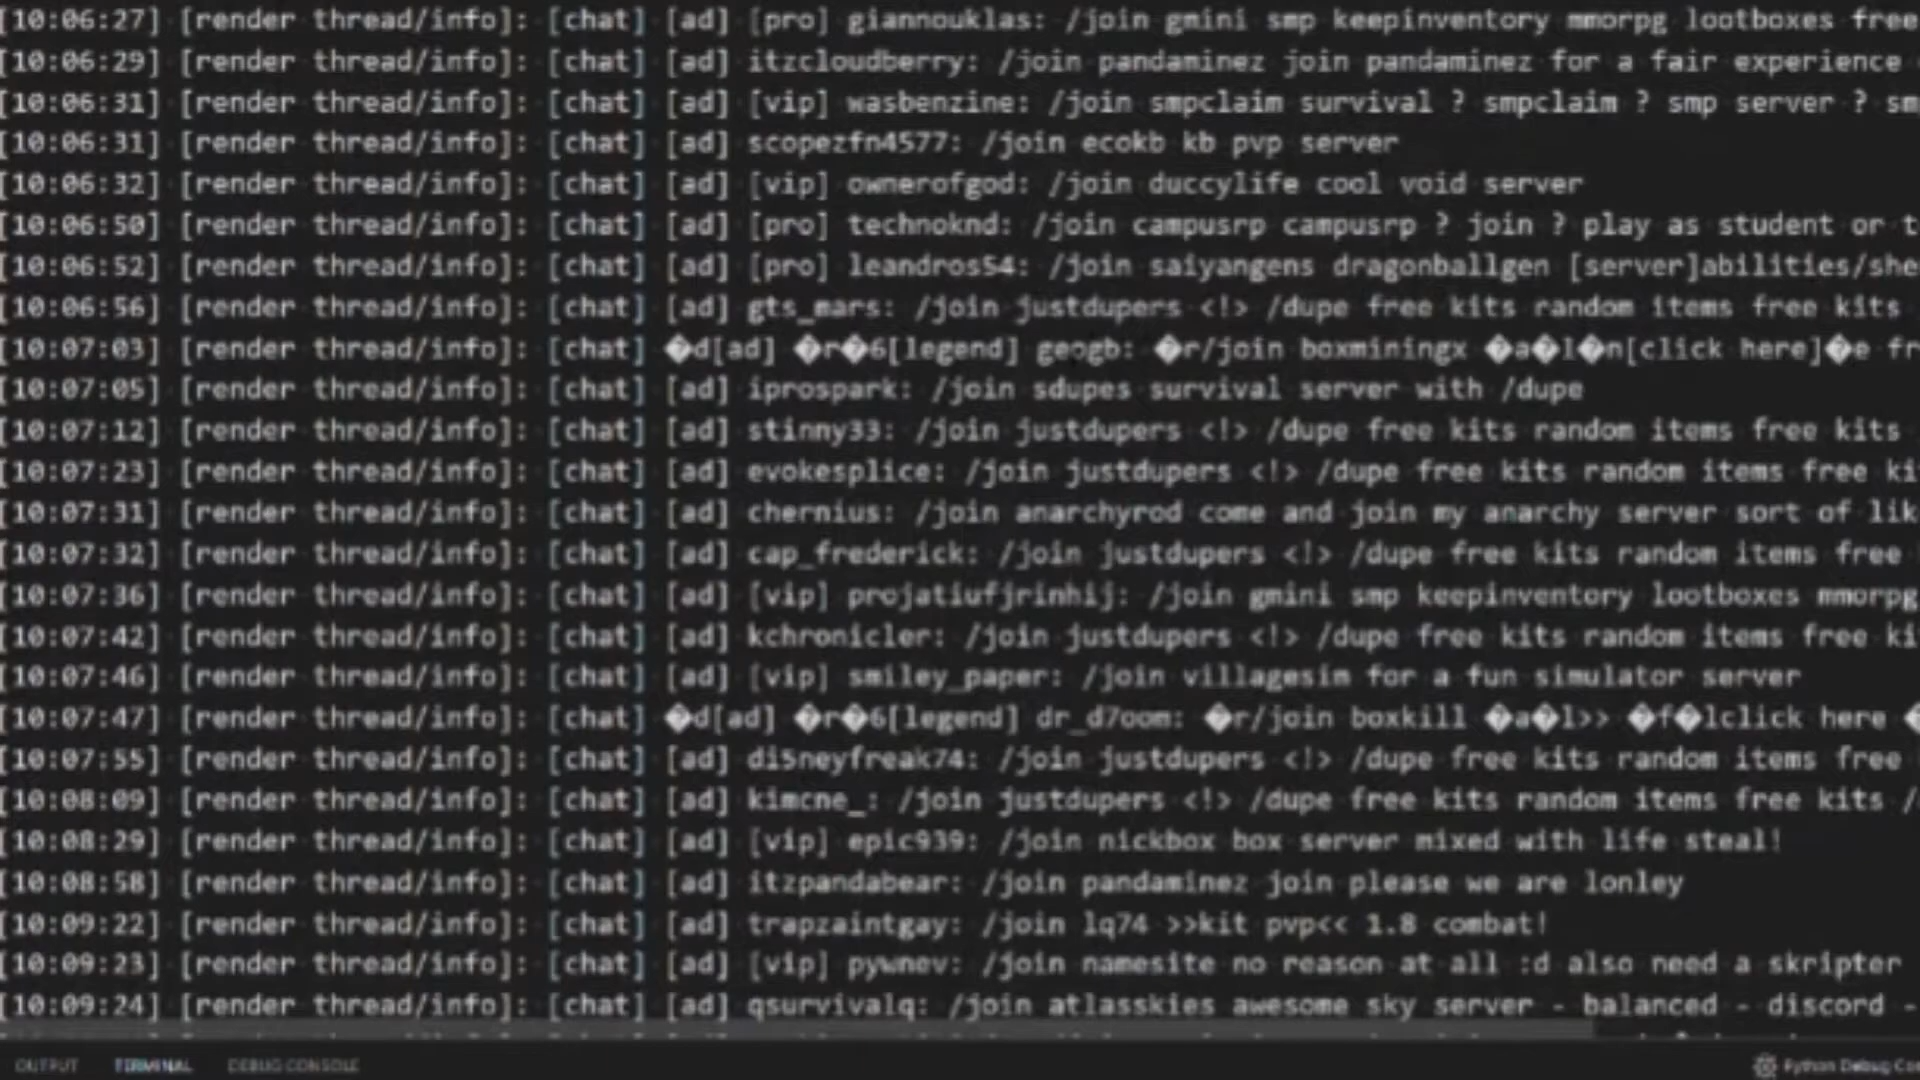 [10:06:27] [render thread/info]: [chat] [ad] [pro] giannouklas: /join gmini smp keepinventory mmorpg lootboxes free
[10:06:29] [render thread/info]: [chat] [ad] itzcloudberry: /join pandaminez join pandaminez for a fair experience
[10:06:31] [render thread/info]: [chat] [ad] [vip] wasbenzine: /join smpclaim survival ? smpclaim ? smp server ? sm
[10:06:31] [render thread/info]: [chat] [ad] scopezfn4577: /join ecokb kb pvp server
[10:06:32] [render thread/info]: [chat] [ad] [vip] ownerofgod: /join duccylife cool void server
[10:06:50] [render thread/info]: [chat] [ad] [pro] technoknd: /join campusrp campusrp ? join ? play as student or t
[10:06:52] [render thread/info]: [chat] [ad] [pro] leandros54: /join saiyangens dragonballgen [server]abilities/she
[10:06:56] [render thread/info]: [chat] [ad] gts_mars: /join justdupers <!> /dupe free kits random items free kits
[10:07:03] [render thread/info]: [chat] �d[ad] �r�6[legend] geogb: �r/join boxminingx �a�l�n[click here]�e fr
[10:07:05] [render thread/info]: [chat] [ad] iprospark: /join sdupes survival server with /dupe
[10:07:12] [render thread/info]: [chat] [ad] stinny33: /join justdupers <!> /dupe free kits random items free kits
[10:07:23] [render thread/info]: [chat] [ad] evokesplice: /join justdupers <!> /dupe free kits random items free ki
[10:07:31] [render thread/info]: [chat] [ad] chernius: /join anarchyrod come and join my anarchy server sort of lik
[10:07:32] [render thread/info]: [chat] [ad] cap_frederick: /join justdupers <!> /dupe free kits random items free
[10:07:36] [render thread/info]: [chat] [ad] [vip] projatiufjrinhij: /join gmini smp keepinventory lootboxes mmorpg
[10:07:42] [render thread/info]: [chat] [ad] kchronicler: /join justdupers <!> /dupe free kits random items free ki
[10:07:46] [render thread/info]: [chat] [ad] [vip] smiley_paper: /join villagesim for a fun simulator server
[10:07:47] [render thread/info]: [chat] �d[ad] �r�6[legend] dr_d7oom: �r/join boxkill �a�l>> �f�lclick here �
[10:07:55] [render thread/info]: [chat] [ad] di5neyfreak74: /join justdupers <!> /dupe free kits random items free
[10:08:09] [render thread/info]: [chat] [ad] kimcne_: /join justdupers <!> /dupe free kits random items free kits /
[10:08:29] [render thread/info]: [chat] [ad] [vip] epic939: /join nickbox box server mixed with life steal!
[10:08:58] [render thread/info]: [chat] [ad] itzpandabear: /join pandaminez join please we are lonley
[10:09:22] [render thread/info]: [chat] [ad] trapzaintgay: /join lq74 >>kit pvp<< 1.8 combat!
[10:09:23] [render thread/info]: [chat] [ad] [vip] pywnev: /join namesite no reason at all :d also need a skripter
[10:09:24] [render thread/info]: [chat] [ad] qsurvivalq: /join atlasskies awesome sky server - balanced - discord -
OUTPUT TERMINAL DEBUG CONSOLE Python Debug Con